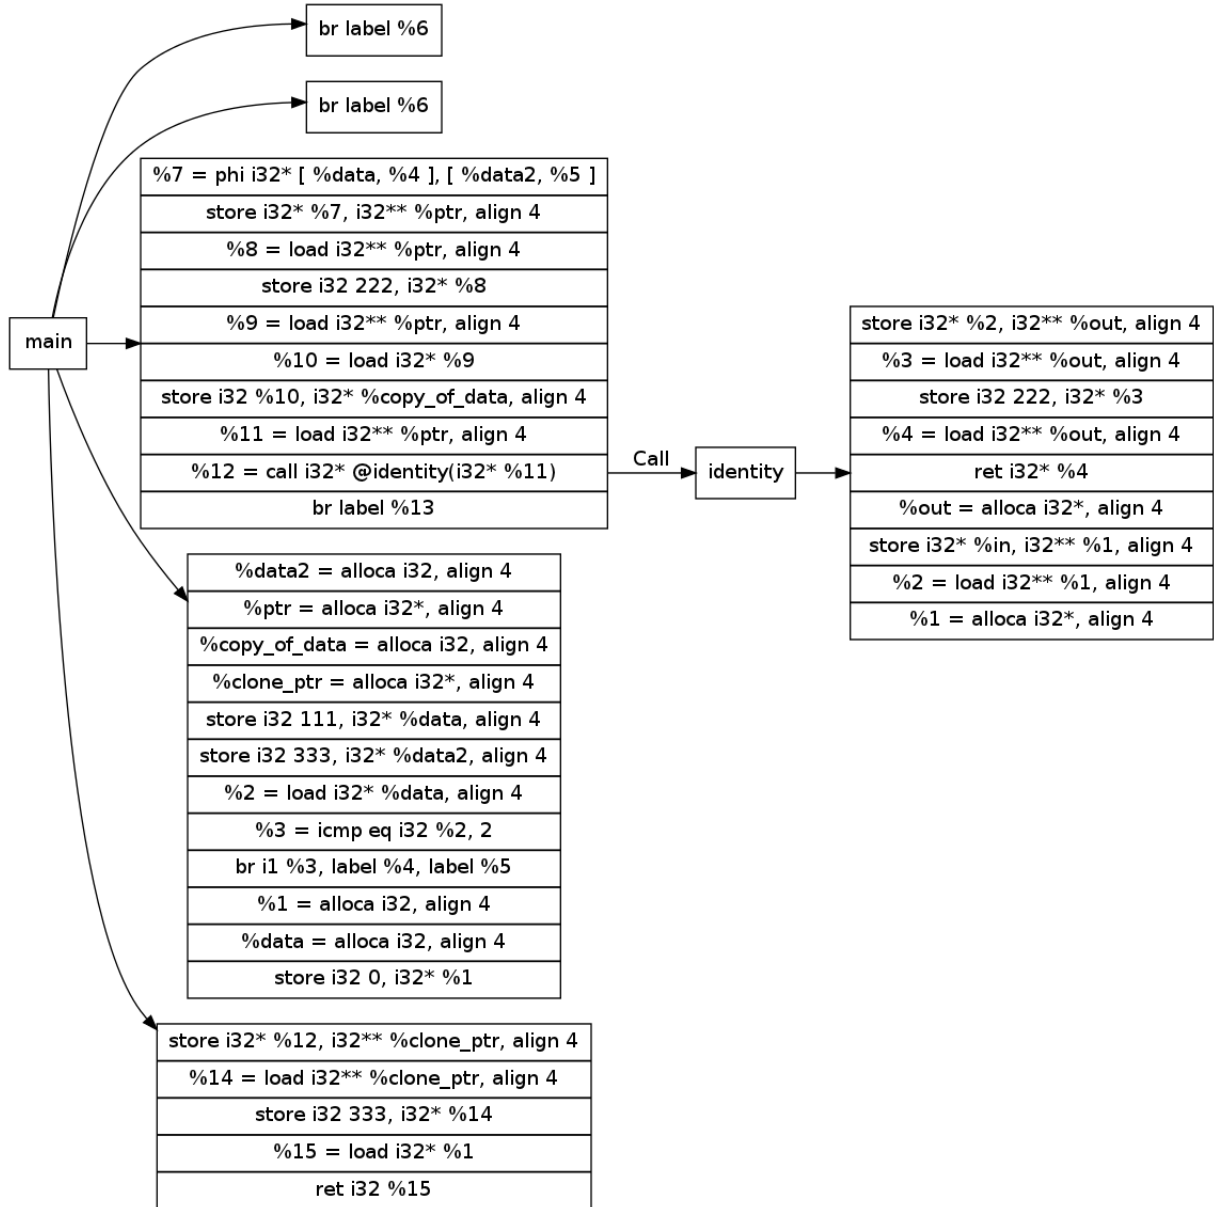 br label %6
br label %6
%7 = phi i32* [ %data, %4 ], [ %data2, %5 ]
store i32* %7, i32** %ptr, align 4
%8 = load i32** %ptr, align 4
store i32 222, i32* %8
%9 = load i32** %ptr, align 4
%10 = load i32* %9
store i32 %10, i32* %copy_of_data, align 4
%11 = load i32** %ptr, align 4
%12 = call i32* @identity(i32* %11)
br label %13
main
Call
identity
store i32* %2, i32** %out, align 4
%3 = load i32** %out, align 4
store i32 222, i32* %3
%4 = load i32** %out, align 4
ret i32* %4
%out = alloca i32*, align 4
store i32* %in, i32** %1, align 4
%2 = load i32** %1, align 4
%1 = alloca i32*, align 4
%data2 = alloca i32, align 4
%ptr = alloca i32*, align 4
%copy_of_data = alloca i32, align 4
%clone_ptr = alloca i32*, align 4
store i32 111, i32* %data, align 4
store i32 333, i32* %data2, align 4
%2 = load i32* %data, align 4
%3 = icmp eq i32 %2, 2
br i1 %3, label %4, label %5
%1 = alloca i32, align 4
%data = alloca i32, align 4
store i32 0, i32* %1
store i32* %12, i32** %clone_ptr, align 4
%14 = load i32** %clone_ptr, align 4
store i32 333, i32* %14
%15 = load i32* %1
ret i32 %15